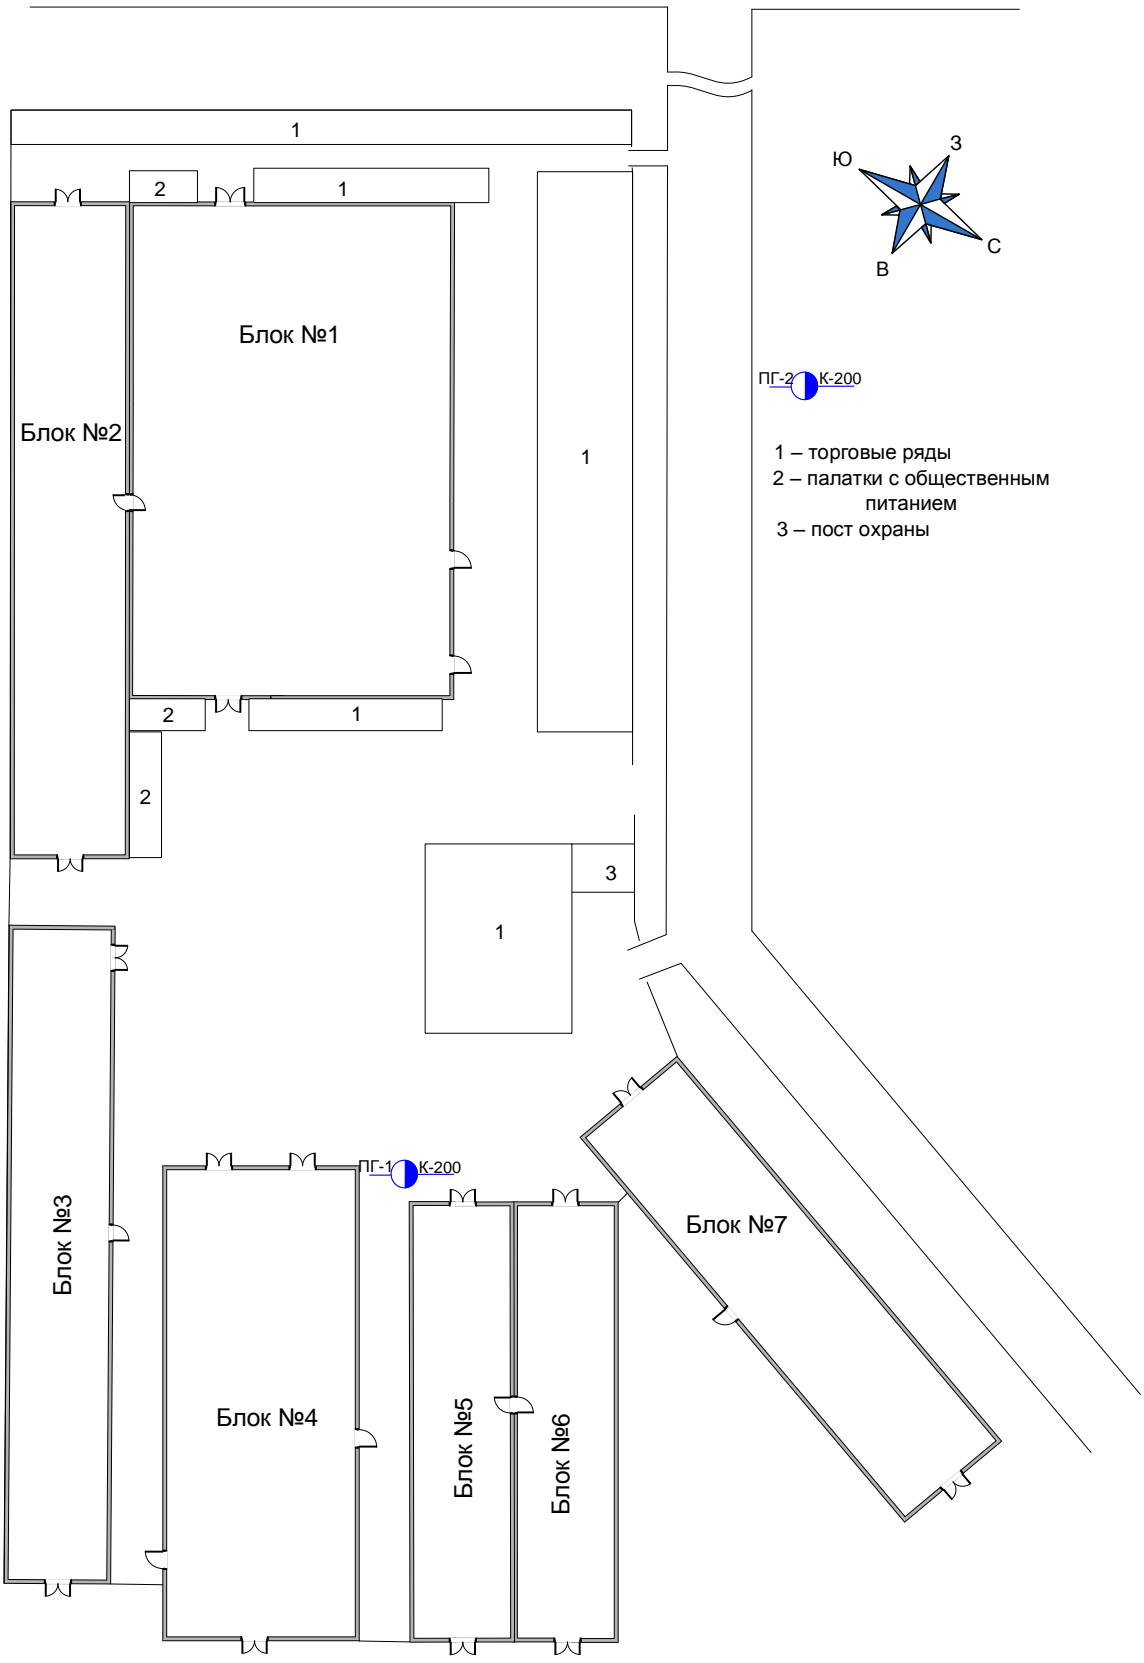 1
З
Ю
2
1
С
В
Блок №1
ПГ-2 К-200
Блок №2
1
1 – торговые ряды
2 – палатки с общественным
питанием
3 – пост охраны
2
1
2
3
1
ПГ-1 К-200
Блок №3
Блок №7
Блок №4
Блок №5
Блок №6